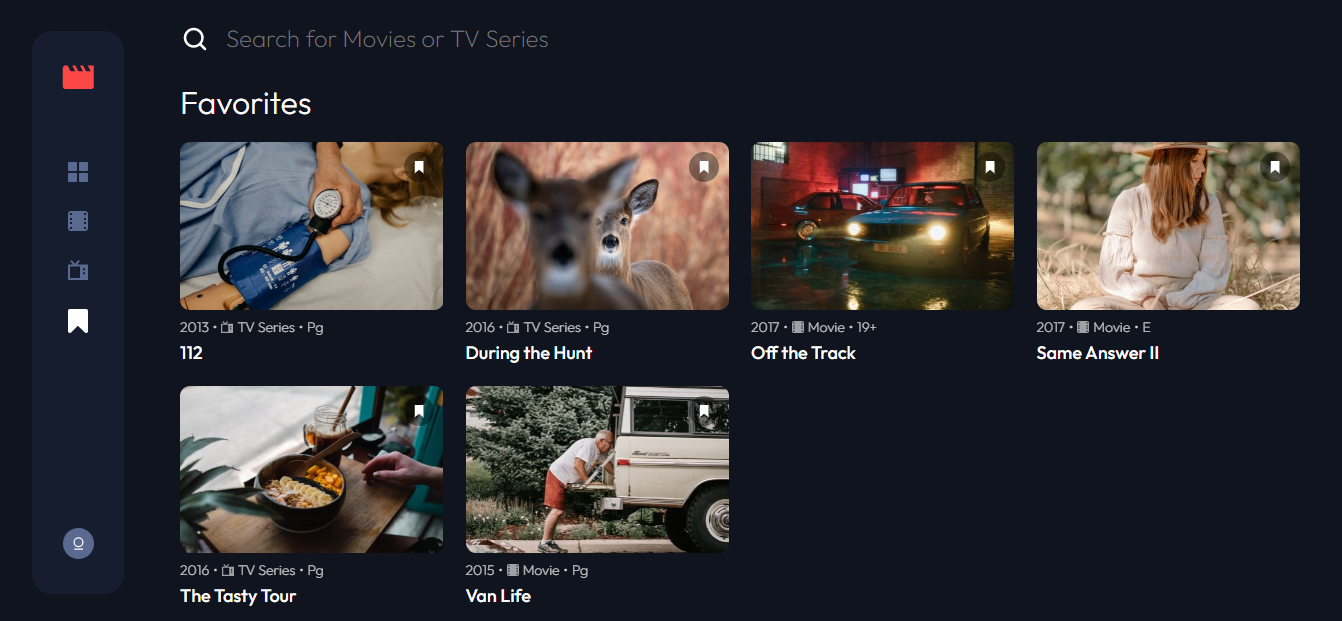 Search for Movies or TV Series
Favorites
2013 • TV Series • Pg
112
2016 • TV Series • Pg
During the Hunt
2017 • Movie • 19+
Off the Track
2017 • Movie • E
Same Answer II
2016 • TV Series • Pg
The Tasty Tour
2015 • Movie • Pg
Van Life